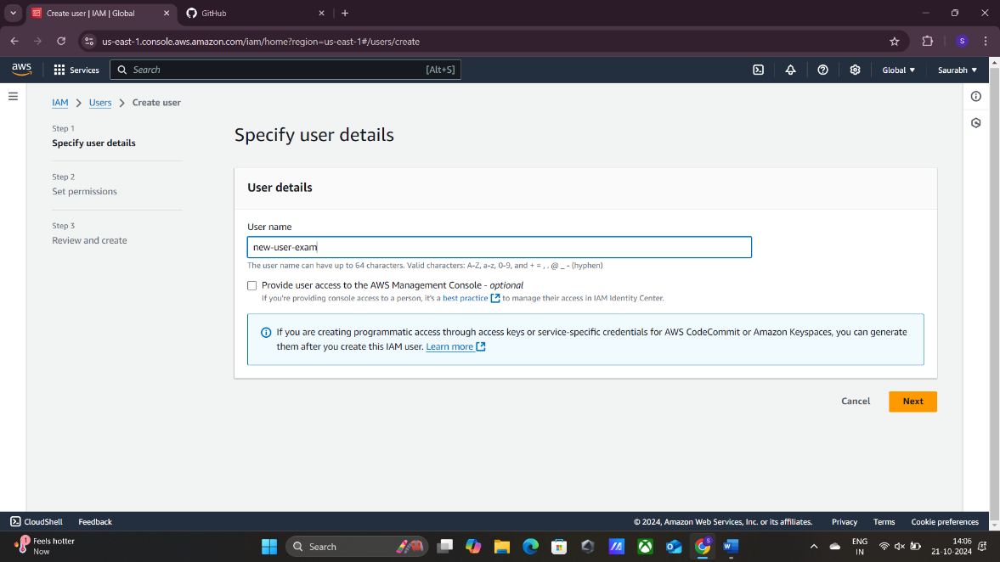 Create user | IAM | Global
GitHub
us-east-1.console.aws.amazon.com/iam/home?region=us-east-1#/users/create
S
aws
Services
Search
[Alt+S]
Global
Saurabh
IAM > Users > Create user
Step 1
Specify user details
Step 2
Set permissions
Step 3
Review and create
Specify user details
User details
User name
new-user-exam
The user name can have up to 64 characters. Valid characters: A-Z, a-z, 0-9, and + = , . @ _ - (hyphen)
Provide user access to the AWS Management Console - optional
If you're providing console access to a person, it's a best practice to manage their access in IAM Identity Center.
If you are creating programmatic access through access keys or service-specific credentials for AWS CodeCommit or Amazon Keyspaces, you can generate
them after you create this IAM user. Learn more
Cancel
Next
CloudShell
Feedback
© 2024, Amazon Web Services, Inc. or its affiliates.
Privacy
Terms
Cookie preferences
1
Feels hotter
Now
Search
ENG
IN
14:06
21-10-2024